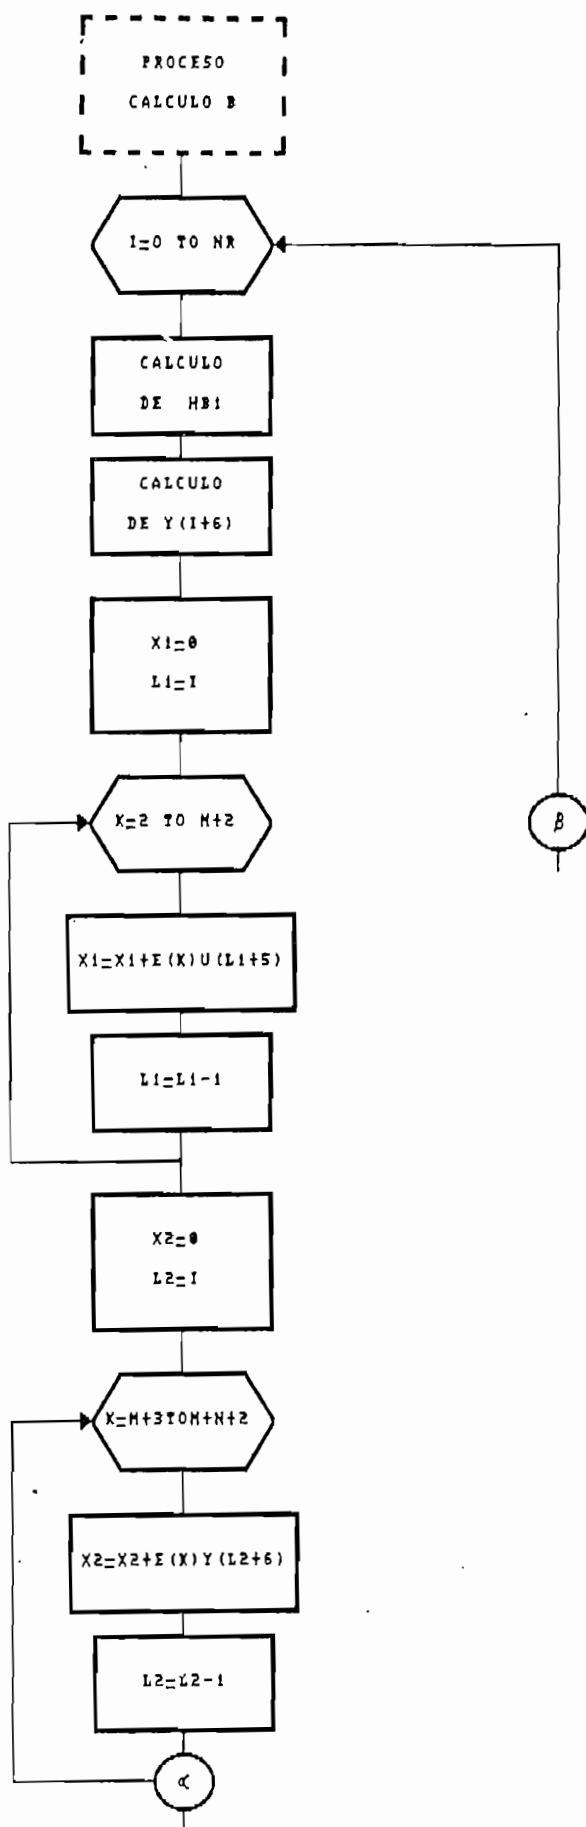 PROCESO
CALCULO B
I=0 TO NR
CALCULO
DE HB1
CALCULO
DE Y(I+6)
X1=0
L1=I
K=2 TO M+2
β
X1=X1+E(K)U(L1+5)
L1=L1-1
X2=0
L2=I
K=M+3TOM+N+2
X2=X2+E(K)Y(L2+6)
L2=L2-1
α